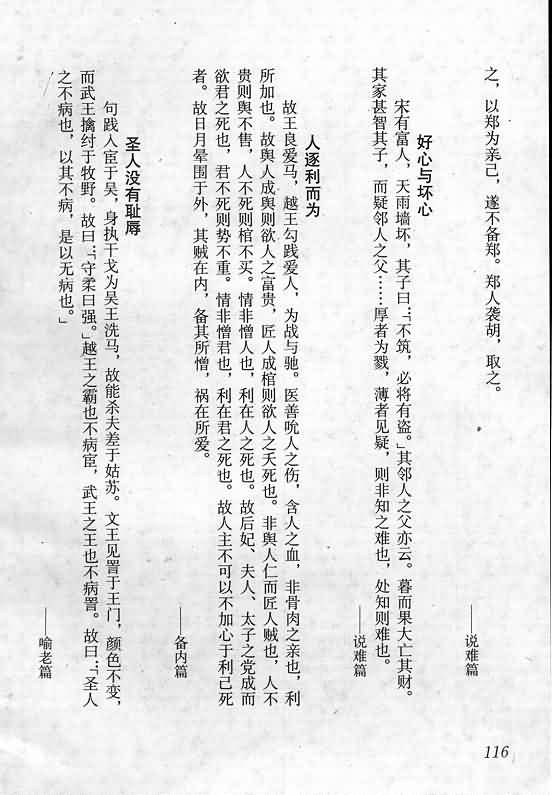 之，以郑为亲己，遂不备郑。郑人袭胡，取之。
——说难篇
好心与坏心
宋有富人，天雨墙坏，其子曰：“不筑，必将有盗。”其邻人之父亦云。暮而果大亡其财。
其家甚智其子，而疑邻人之父……厚者为戮，薄者见疑，则非知之难也，处知则难也。
——说难篇
人逐利而为
故王良爱马，越王勾践爱人，为战与驰。医善吮人之伤，含人之血，非骨肉之亲也，利
所加也。故舆人成舆则欲人之富贵，匠人成棺则欲人之夭死也。非舆人仁而匠人贼也，人不
贵则舆不售，人不死则棺不买。情非憎人也，利在人之死也。故后妃、夫人、太子之党成而
欲君之死也，君不死则势不重。情非憎君也，利在君之死也。故人主不可以不加心于利己死
者。故日月晕围于外，其贼在内，备其所憎，祸在所爱。
——备内篇
圣人没有耻辱
句践入宦于吴，身执干戈为吴王洗马，故能杀夫差于姑苏。文王见詈于王门，颜色不变，
而武王擒纣于牧野。故曰：“守柔曰强。”越王之霸也不病宦，武王之王也不病詈。故曰：“圣人
之不病也，以其不病，是以无病也。”
——喻老篇
116